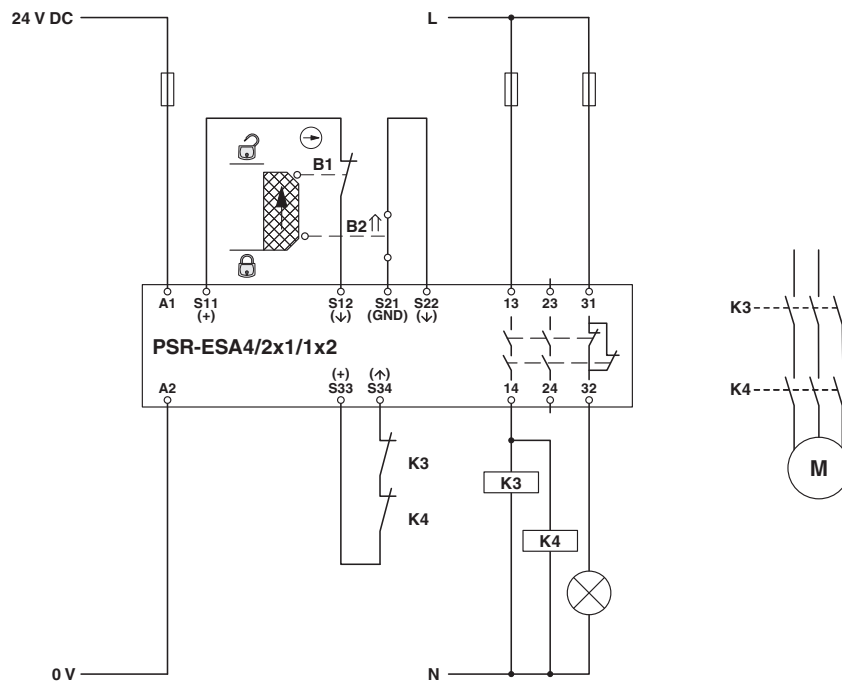 24 V DC
L
B1
B2
A1 S11 S12 S21 S22 13 23 31
(+) (↓) (GND) (↓)
PSR-ESA4/2x1/1x2
(+) (↑)
A2 S33 S34 14 24 32
K3
K4
K3
K4
K3
K4
M
0 V
N